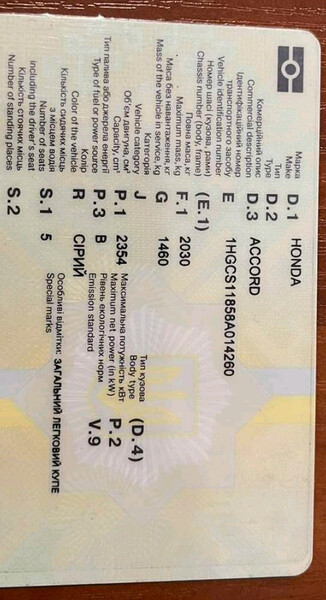 Марка
Make D.1 HONDA
Тип
Type D.2
Комерційний опис
Commercial description D.3 ACCORD
Ідентифікаційний номер
транспортного засобу
Vehicle identification number E 1HGCS11858A014260
Номер шасі (кузова, рами)
Chassis number (body, frame) (E.1)
Повна маса, кг
Maximum mass, kg F.1 2030
Маса без навантаження, кг
Mass of the vehicle in service, kg G 1460
Категорія
Vehicle category J
Тип кузова
Body type (D.4)
Об'єм двигуна, см³
Capacity, cm³ P.1 2354
Максимальна потужність кВт
Maximum net power (in kW) P.2
Тип палива або джерела енергії
Type of fuel or power source P.3 B
Рівень екологічних норм
Emission standard V.9
Колір
Color of the vehicle R СІРИЙ
Кількість сидячих місць
з місцем водія
Number of seats
including the driver's seat S.1 5
Особливі відмітки: ЗАГАЛЬНИЙ ЛЕГКОВИЙ КУПЕ
Special marks
Кількість стоячих місць
Number of standing places S.2